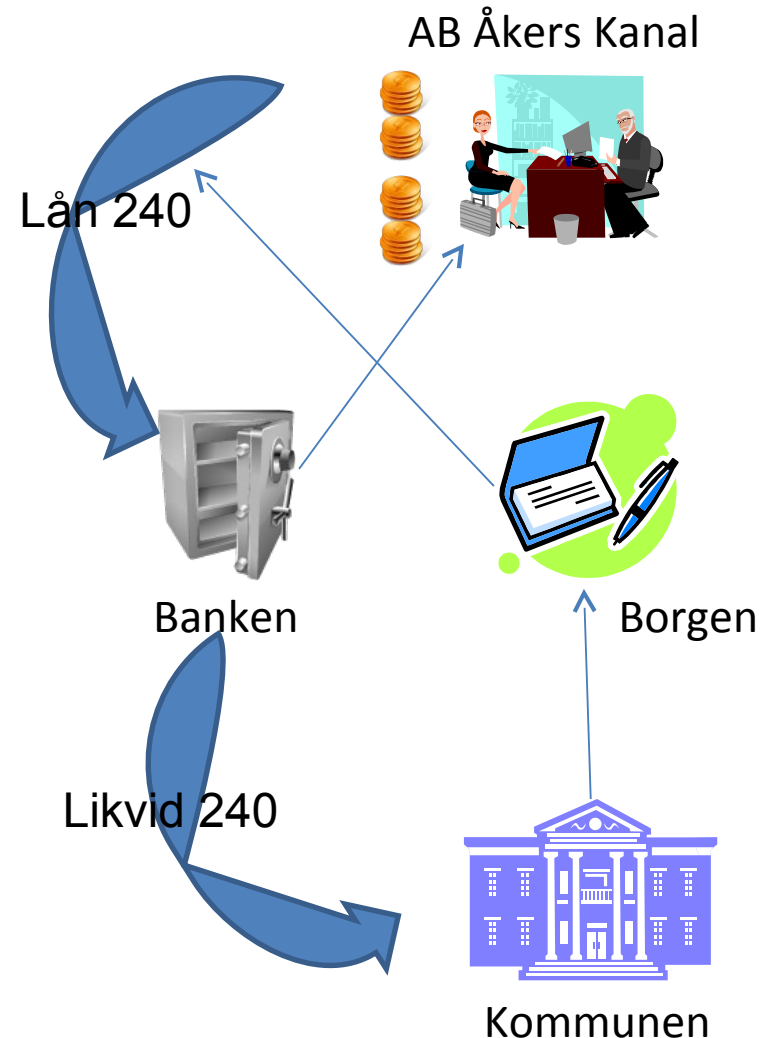 AB Åkers Kanal
Lån 240
Banken
Borgen
Likvid 240
Kommunen